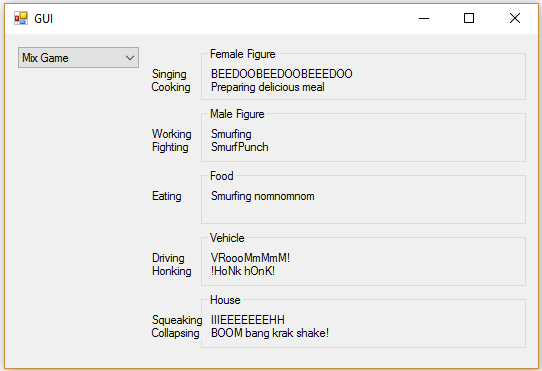 GUI
Mix Game
Female Figure
Singing BEEDOOBEEDOOBEEEDOO
Cooking Preparing delicious meal
Male Figure
Working Smurfing
Fighting SmurfPunch
Food
Eating Smurfing nomnomnom
Vehicle
Driving VRoooMmMmM!
Honking !HoNk hOnK!
House
Squeaking IIIEEEEEEEHH
Collapsing BOOM bang krak shake!